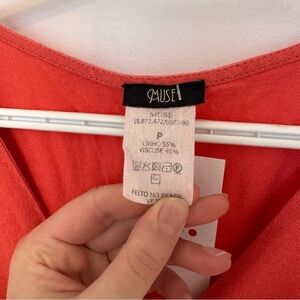 MUSE
MUSE
P
LINHO 55%
VISCOSE 45%
P
FEITO NO BRASIL